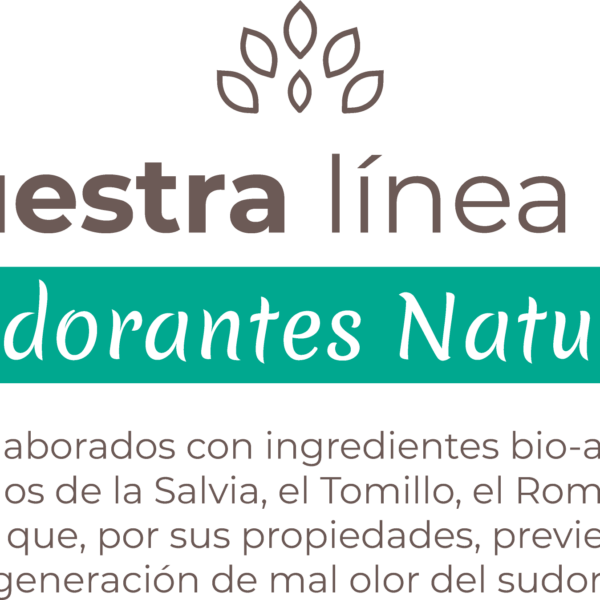 uestra línea
dorantes Natu
laborados con ingredientes bio-a
os de la Salvia, el Tomillo, el Rom
que, por sus propiedades, previe
generación de mal olor del sudor